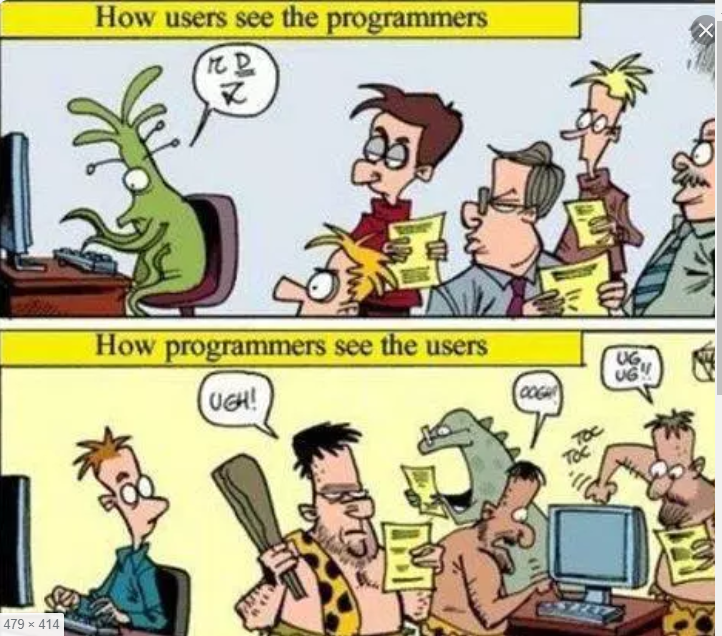 How users see the programmers
How programmers see the users
UGH!
OOGH!
UG
UG!!
TOC
TOC
479 × 414